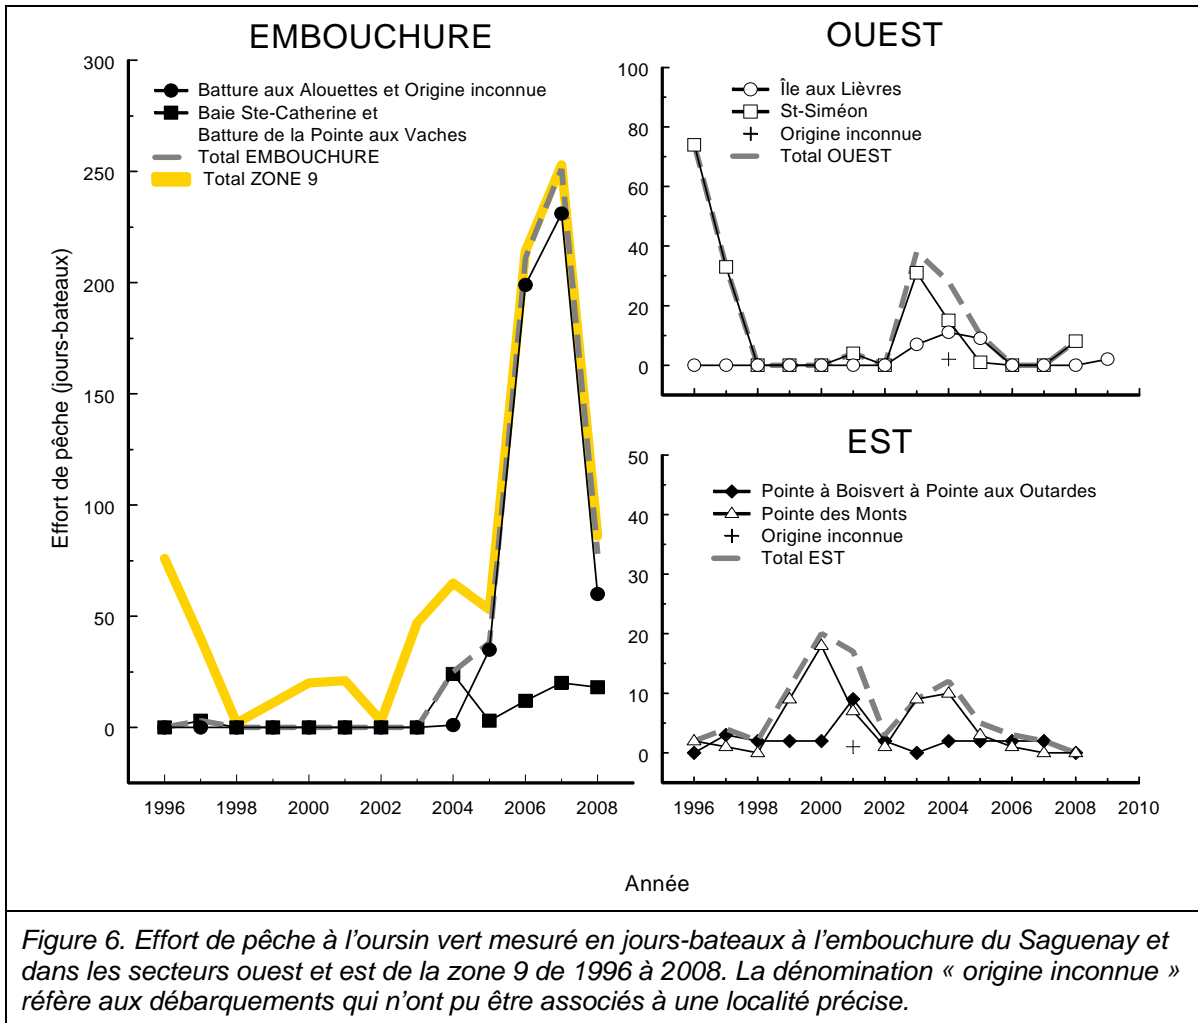 EMBOUCHURE
300
250
200
150
100
50
0
Effort de pêche (jours-bateaux)
Batture aux Alouettes et Origine inconnue
Baie Ste-Catherine et
Batture de la Pointe aux Vaches
Total EMBOUCHURE
Total ZONE 9
1996 1998 2000 2002 2004 2006 2008
OUEST
100
80
60
40
20
0
Île aux Lièvres
St-Siméon
Origine inconnue
Total OUEST
EST
50
40
30
20
10
0
Pointe à Boisvert à Pointe aux Outardes
Pointe des Monts
Origine inconnue
Total EST
1996 1998 2000 2002 2004 2006 2008 2010
Année
Figure 6. Effort de pêche à l'oursin vert mesuré en jours-bateaux à l'embouchure du Saguenay et
dans les secteurs ouest et est de la zone 9 de 1996 à 2008. La dénomination « origine inconnue »
réfère aux débarquements qui n'ont pu être associés à une localité précise.